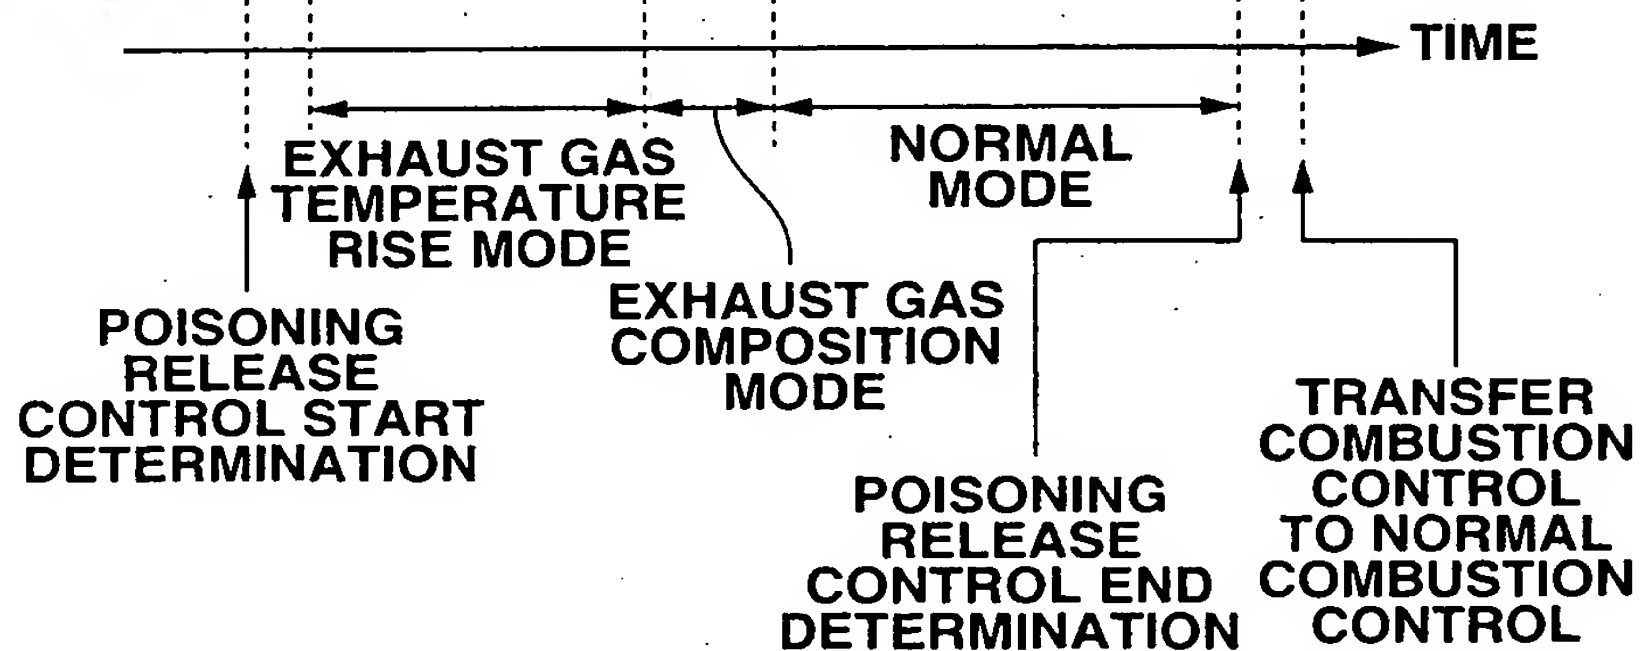 TIME
EXHAUST GAS
TEMPERATURE
RISE MODE
NORMAL
MODE
EXHAUST GAS
COMPOSITION
MODE
POISONING
RELEASE
CONTROL START
DETERMINATION
POISONING
RELEASE
CONTROL END
DETERMINATION
TRANSFER
COMBUSTION
CONTROL
TO NORMAL
COMBUSTION
CONTROL